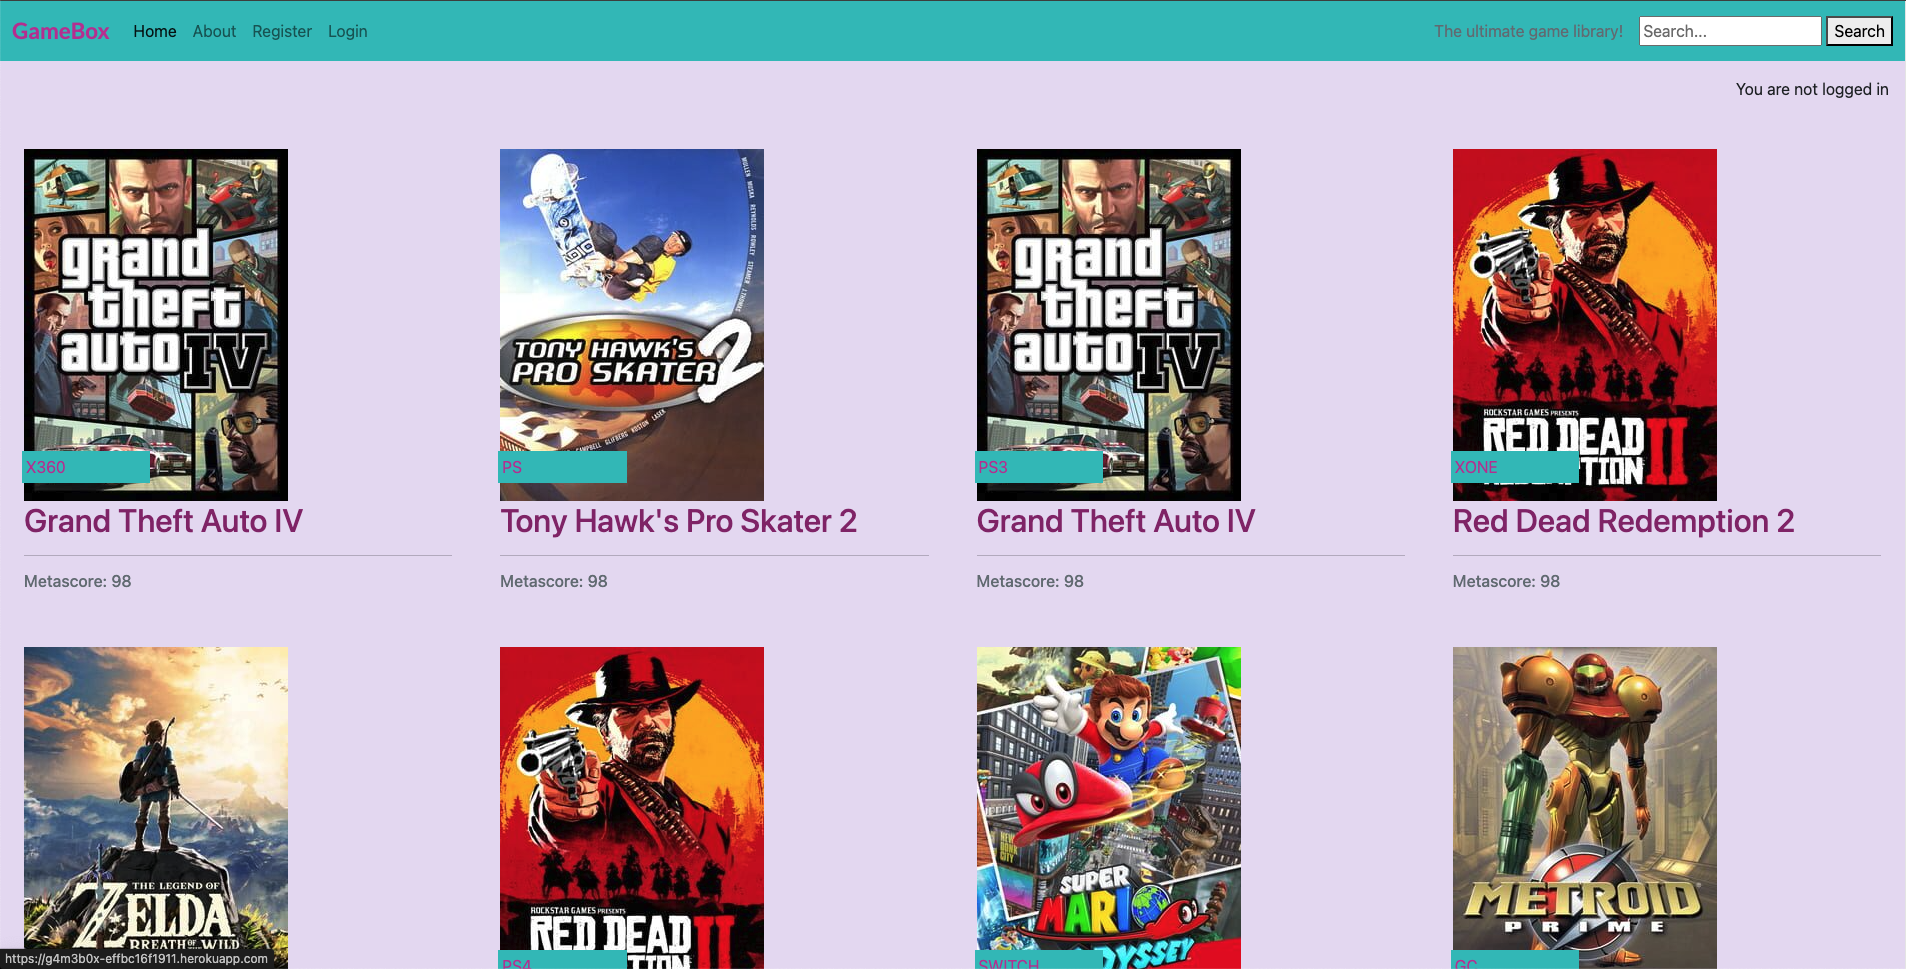 GameBox Home About Register Login The ultimate game library! Search... Search
You are not logged in
grand theft auto IV
X360
Grand Theft Auto IV
Metascore: 98
TONY HAWK'S
PRO SKATER 2
PS
Tony Hawk's Pro Skater 2
Metascore: 98
grand theft auto IV
PS3
Grand Theft Auto IV
Metascore: 98
ROCKSTAR GAMES PRESENTS
RED DEAD
II
XONE
Red Dead Redemption 2
Metascore: 98
THE LEGEND OF
ZELDA
BREATH OF THE WILD
ROCKSTAR GAMES PRESENTS
RED DEAD
II
PS4
SUPER
MARIO
ODYSSEY
SWITCH
METROID
PRIME
GC
https://g4m3b0x-effbc16f1911.herokuapp.com